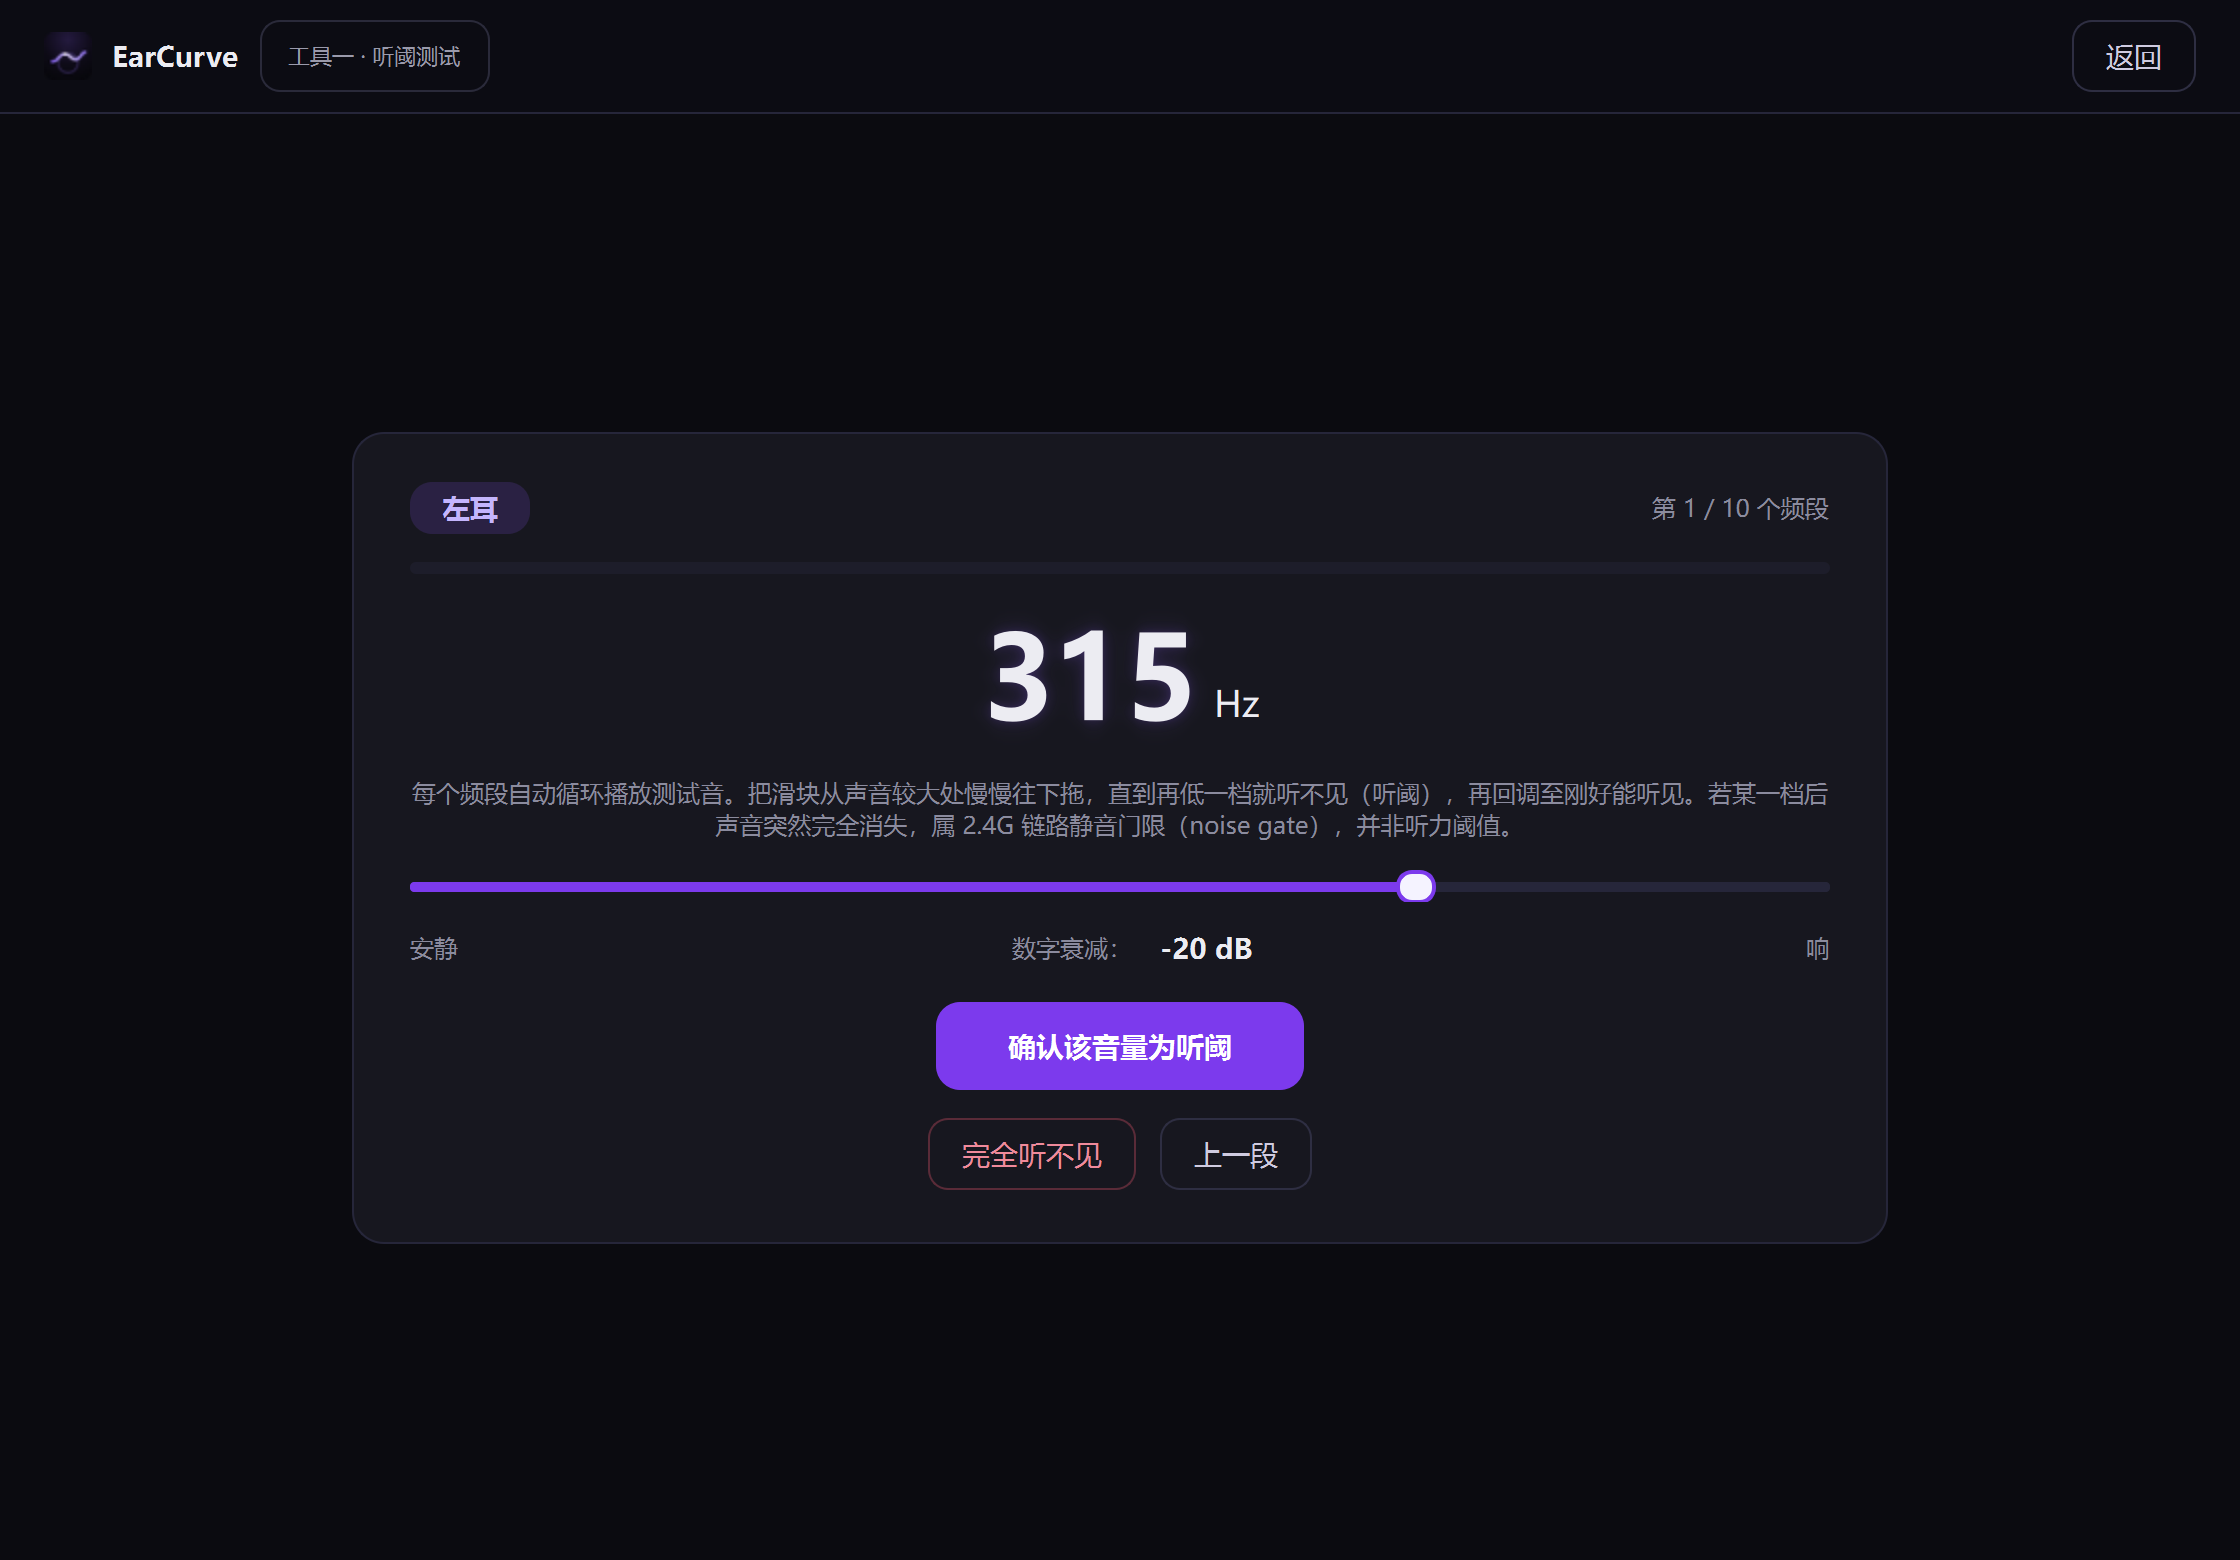 EarCurve
工具一 · 听阈测试
返回
左耳
第 1 / 10 个频段
315 Hz
每个频段自动循环播放测试音。把滑块从声音较大处慢慢往下拖，直到再低一档就听不见（听阈），再回调至刚好能听见。若某一档后
声音突然完全消失，属 2.4G 链路静音门限（noise gate），并非听力阈值。
安静
数字衰减： -20 dB
响
确认该音量为听阈
完全听不见
上一段